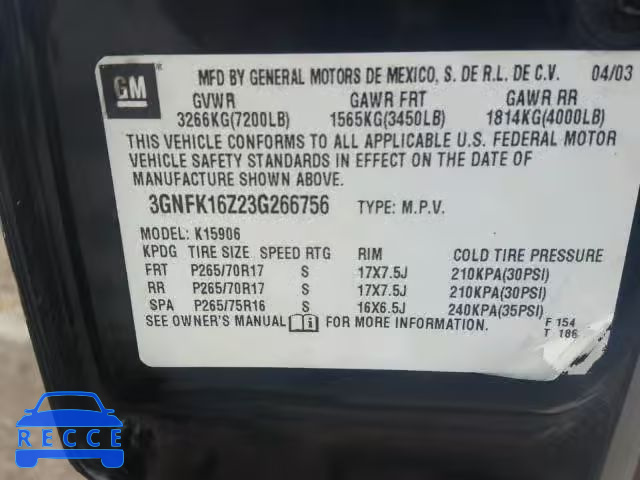 GM ® MFD BY GENERAL MOTORS DE MEXICO, S. DE R.L. DE C.V. 04/03
GVWR GAWR FRT GAWR RR
3266KG(7200LB) 1565KG(3450LB) 1814KG(4000LB)
THIS VEHICLE CONFORMS TO ALL APPLICABLE U.S. FEDERAL MOTOR
VEHICLE SAFETY STANDARDS IN EFFECT ON THE DATE OF
MANUFACTURE SHOWN ABOVE.
3GNFK16Z23G266756 TYPE: M.P.V.
MODEL: K15906
KPDG TIRE SIZE SPEED RTG RIM COLD TIRE PRESSURE
FRT P265/70R17 S 17X7.5J 210KPA(30PSI)
RR P265/70R17 S 17X7.5J 210KPA(30PSI)
SPA P265/75R16 S 16X6.5J 240KPA(35PSI)
SEE OWNER'S MANUAL i FOR MORE INFORMATION. F 154
T 186
RECCE